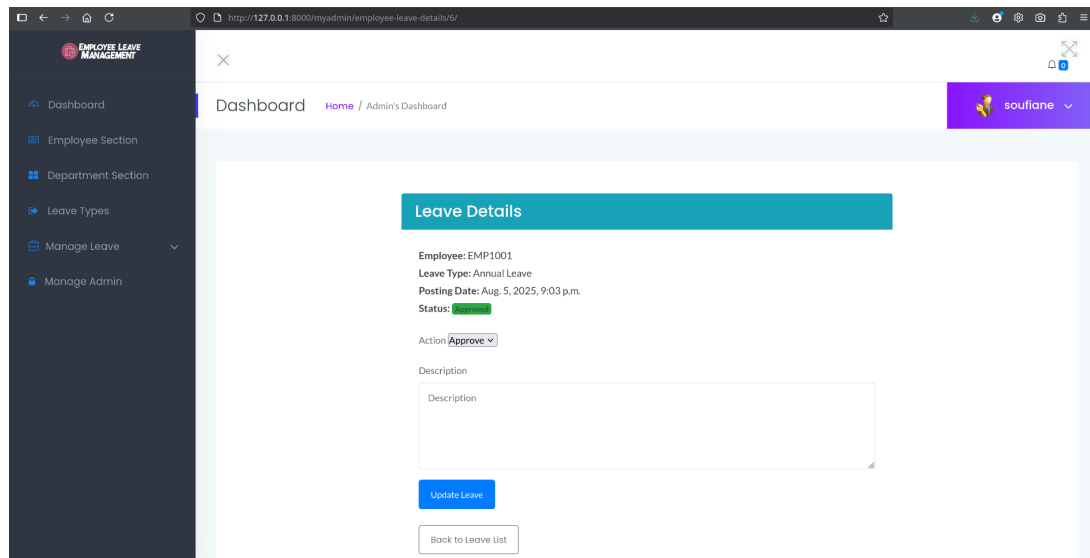 http://127.0.0.1:8000/myadmin/employee-leave-details/6/
EMPLOYEE LEAVE
MANAGEMENT
0
Dashboard
Dashboard
Home / Admin's Dashboard
soufiane
Employee Section
Department Section
Leave Types
Manage Leave
Manage Admin
Leave Details
Employee: EMP1001
Leave Type: Annual Leave
Posting Date: Aug. 5, 2025, 9:03 p.m.
Status: Approved
Action Approve
Description
Description
Update Leave
Back to Leave List